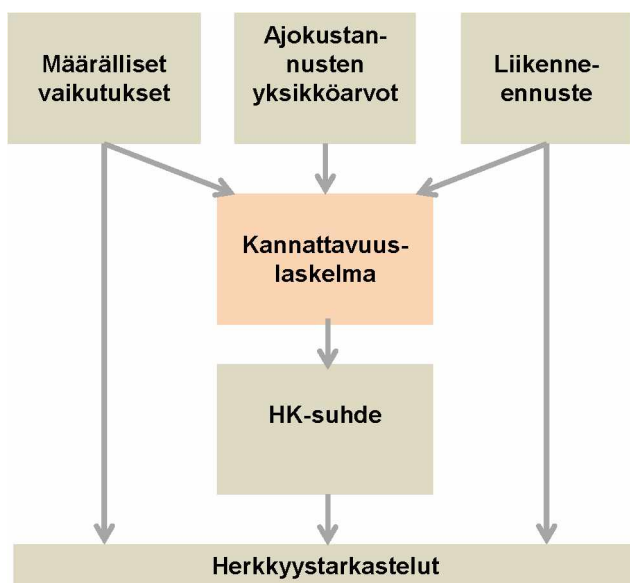 Määrälliset
vaikutukset
Ajokustan-
nusten
yksikköarvot
Liikenne-
ennuste
Kannattavuus-
laskelma
HK-suhde
Herkkyystarkastelut